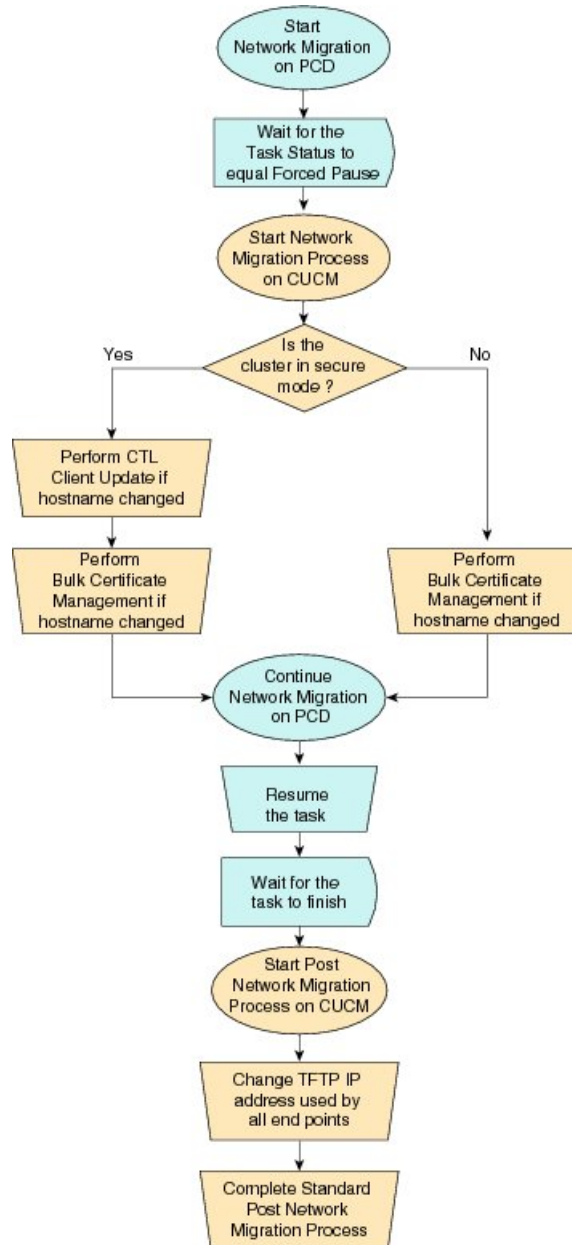 Start
Network Migration
on PCD
Wait for the
Task Status to
equal Forced Pause
Start Network
Migration Process
on CUCM
Is the
cluster in secure
mode ?
Yes
No
Perform CTL
Client Update if
hostname changed
Perform
Bulk Certificate
Management if
hostname changed
Perform
Bulk Certificate
Management if
hostname changed
Continue
Network Migration
on PCD
Resume
the task
Wait for the
task to finish
Start Post
Network Migration
Process on CUCM
Change TFTP IP
address used by
all end points
Complete Standard
Post Network
Migration Process